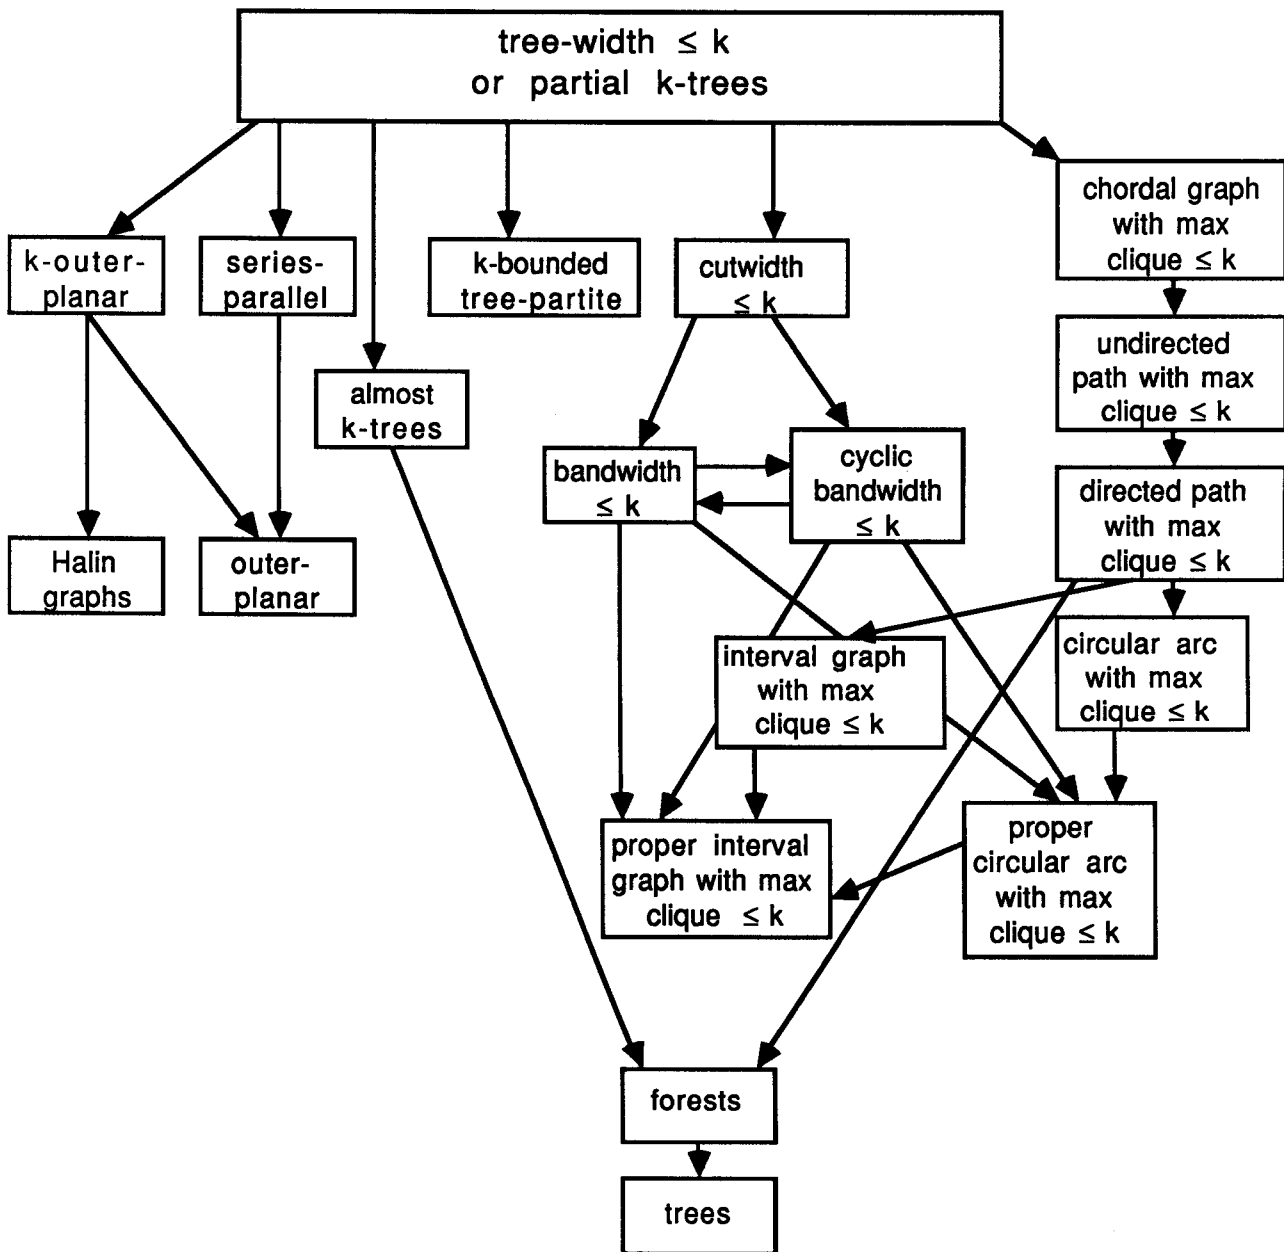 tree-width ≤ k
or partial k-trees
chordal graph
with max
clique ≤ k
k-outer-
planar
series-
parallel
k-bounded
tree-partite
cutwidth
≤ k
undirected
path with max
clique ≤ k
almost
k-trees
bandwidth
≤ k
cyclic
bandwidth
≤ k
directed path
with max
clique ≤ k
Halin
graphs
outer-
planar
interval graph
with max
clique ≤ k
circular arc
with max
clique ≤ k
proper interval
graph with max
clique ≤ k
proper
circular arc
with max
clique ≤ k
forests
trees